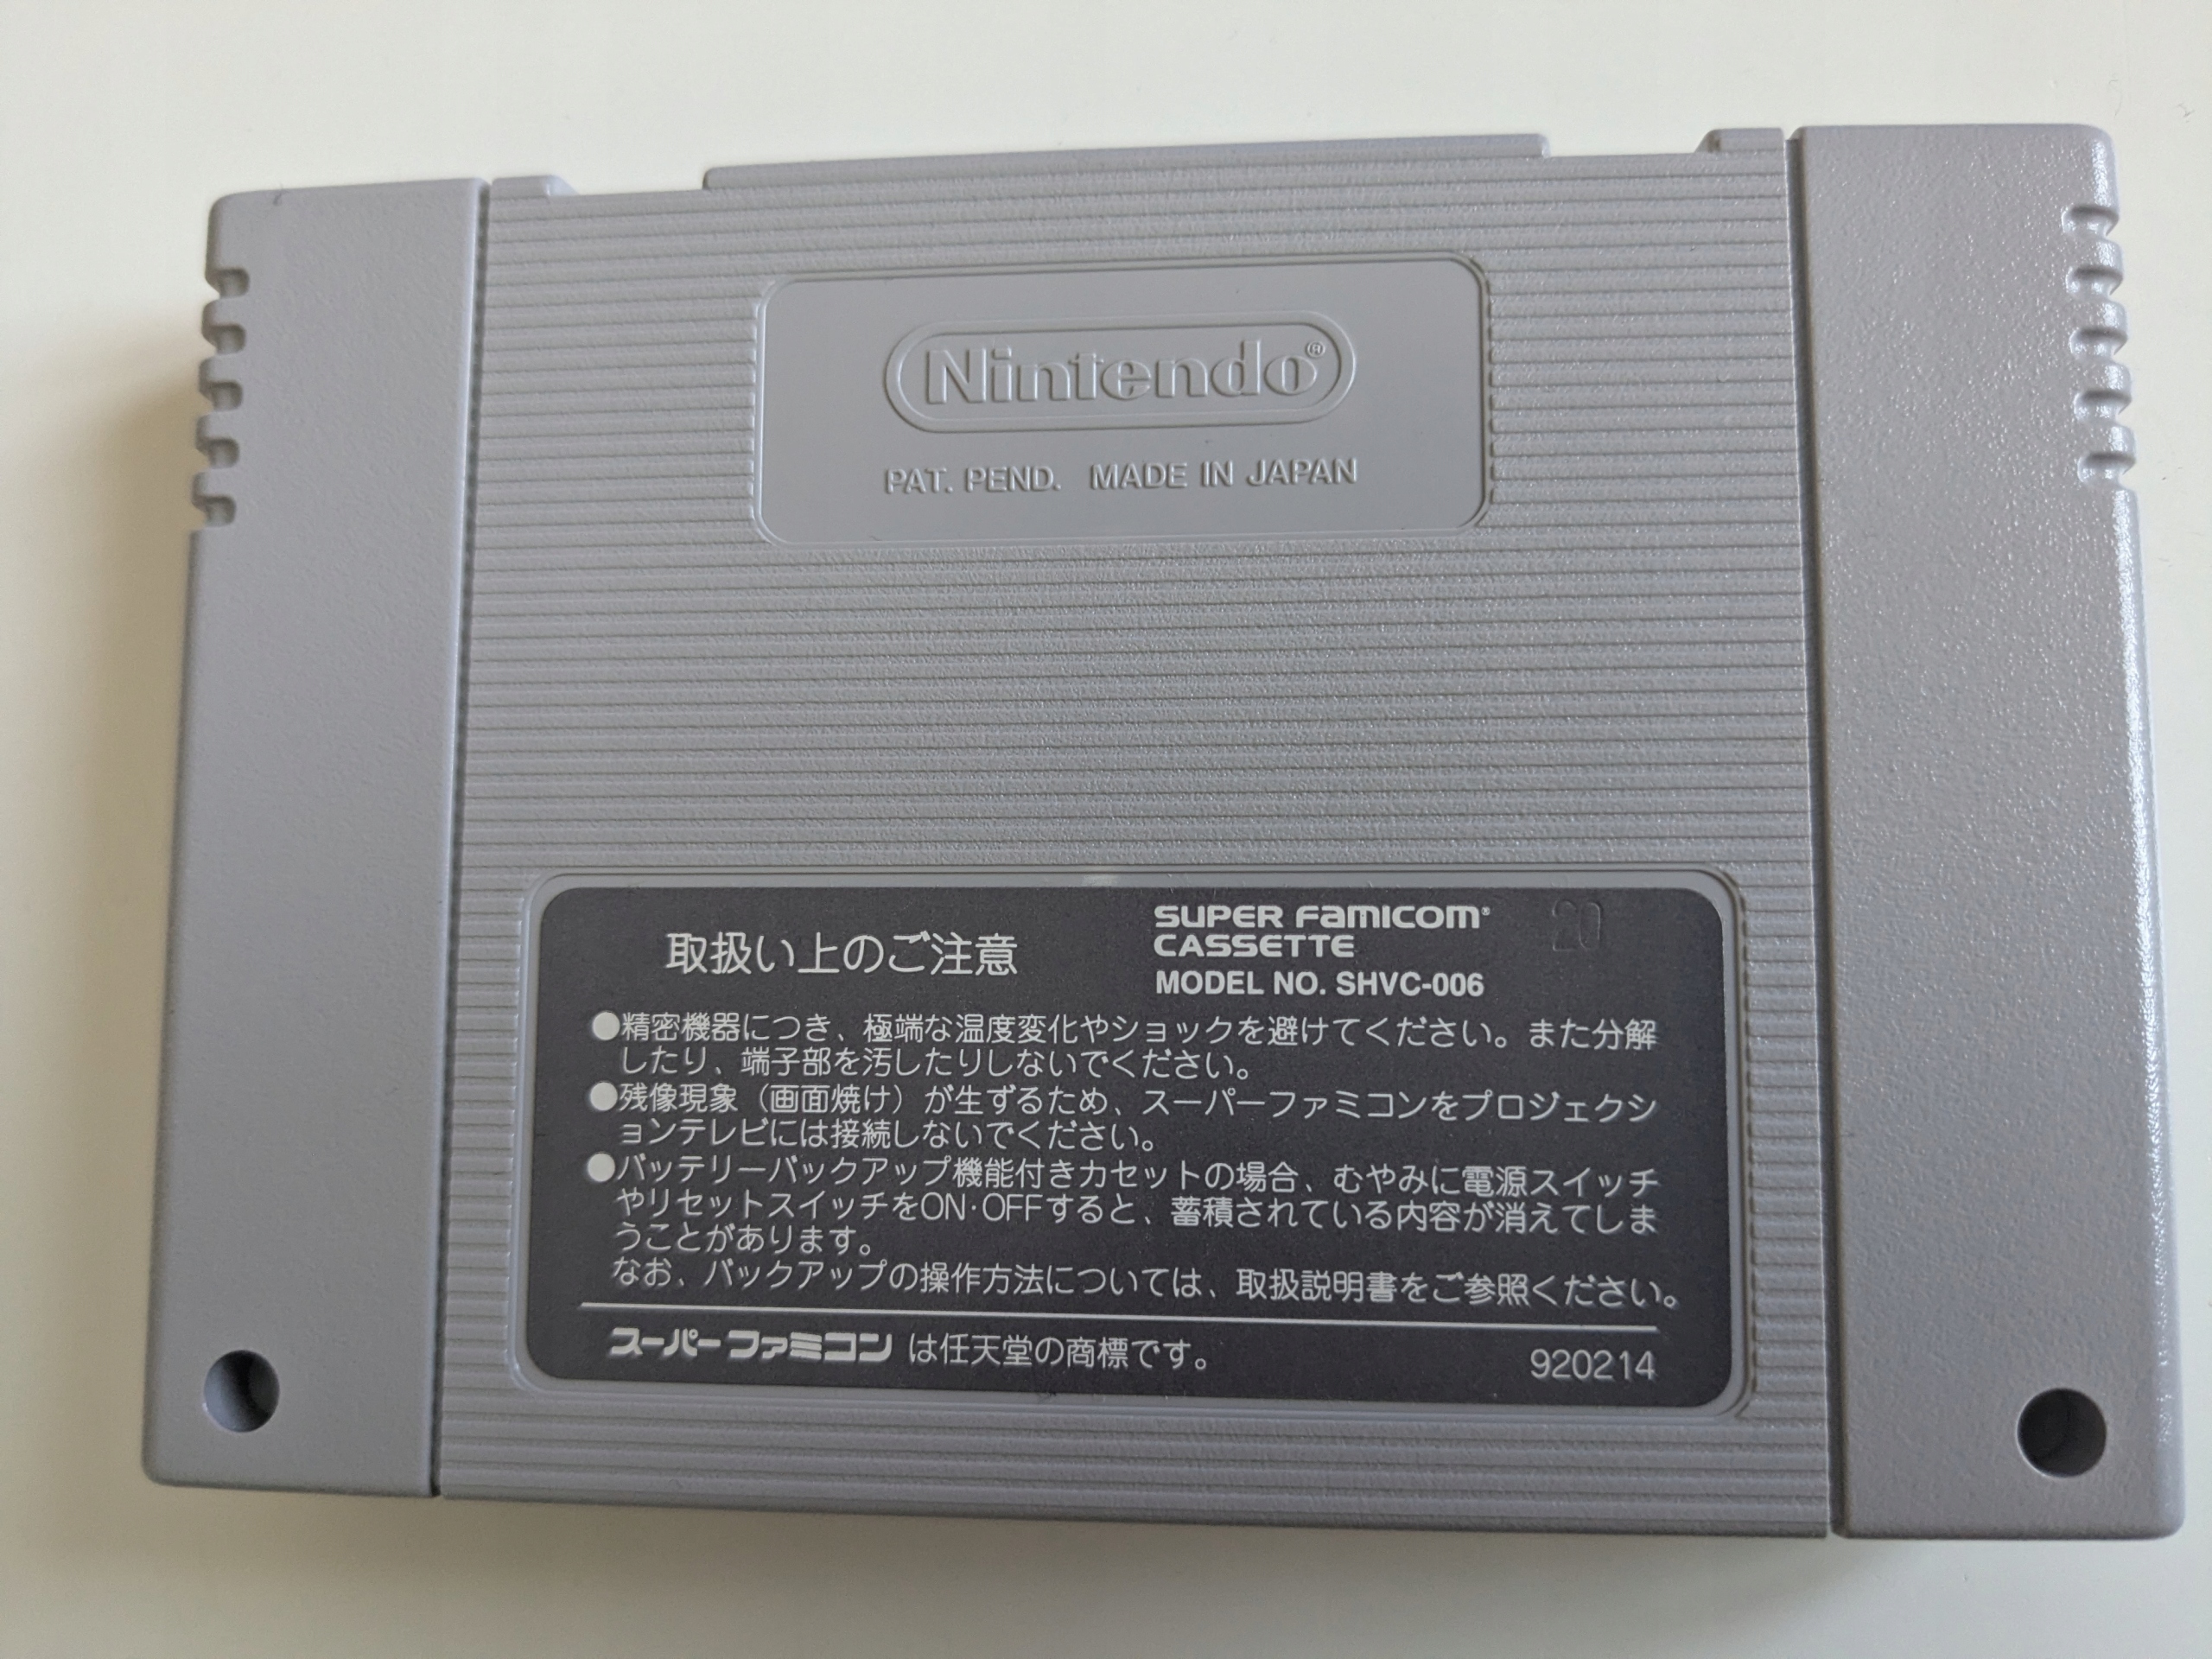 Nintendo®
PAT. PEND. MADE IN JAPAN
取扱い上のご注意
SUPER FAMICOM®
CASSETTE
MODEL NO. SHVC-006
20
●精密機器につき、極端な温度変化やショックを避けてください。また分解
したり、端子部を汚したりしないでください。
●残像現象（画面焼け）が生ずるため、スーパーファミコンをプロジェクシ
ョンテレビには接続しないでください。
●バッテリーバックアップ機能付きカセットの場合、むやみに電源スイッチ
やリセットスイッチをON・OFFすると、蓄積されている内容が消えてしま
うことがあります。
なお、バックアップの操作方法については、取扱説明書をご参照ください。
スーパーファミコン は任天堂の商標です。
920214